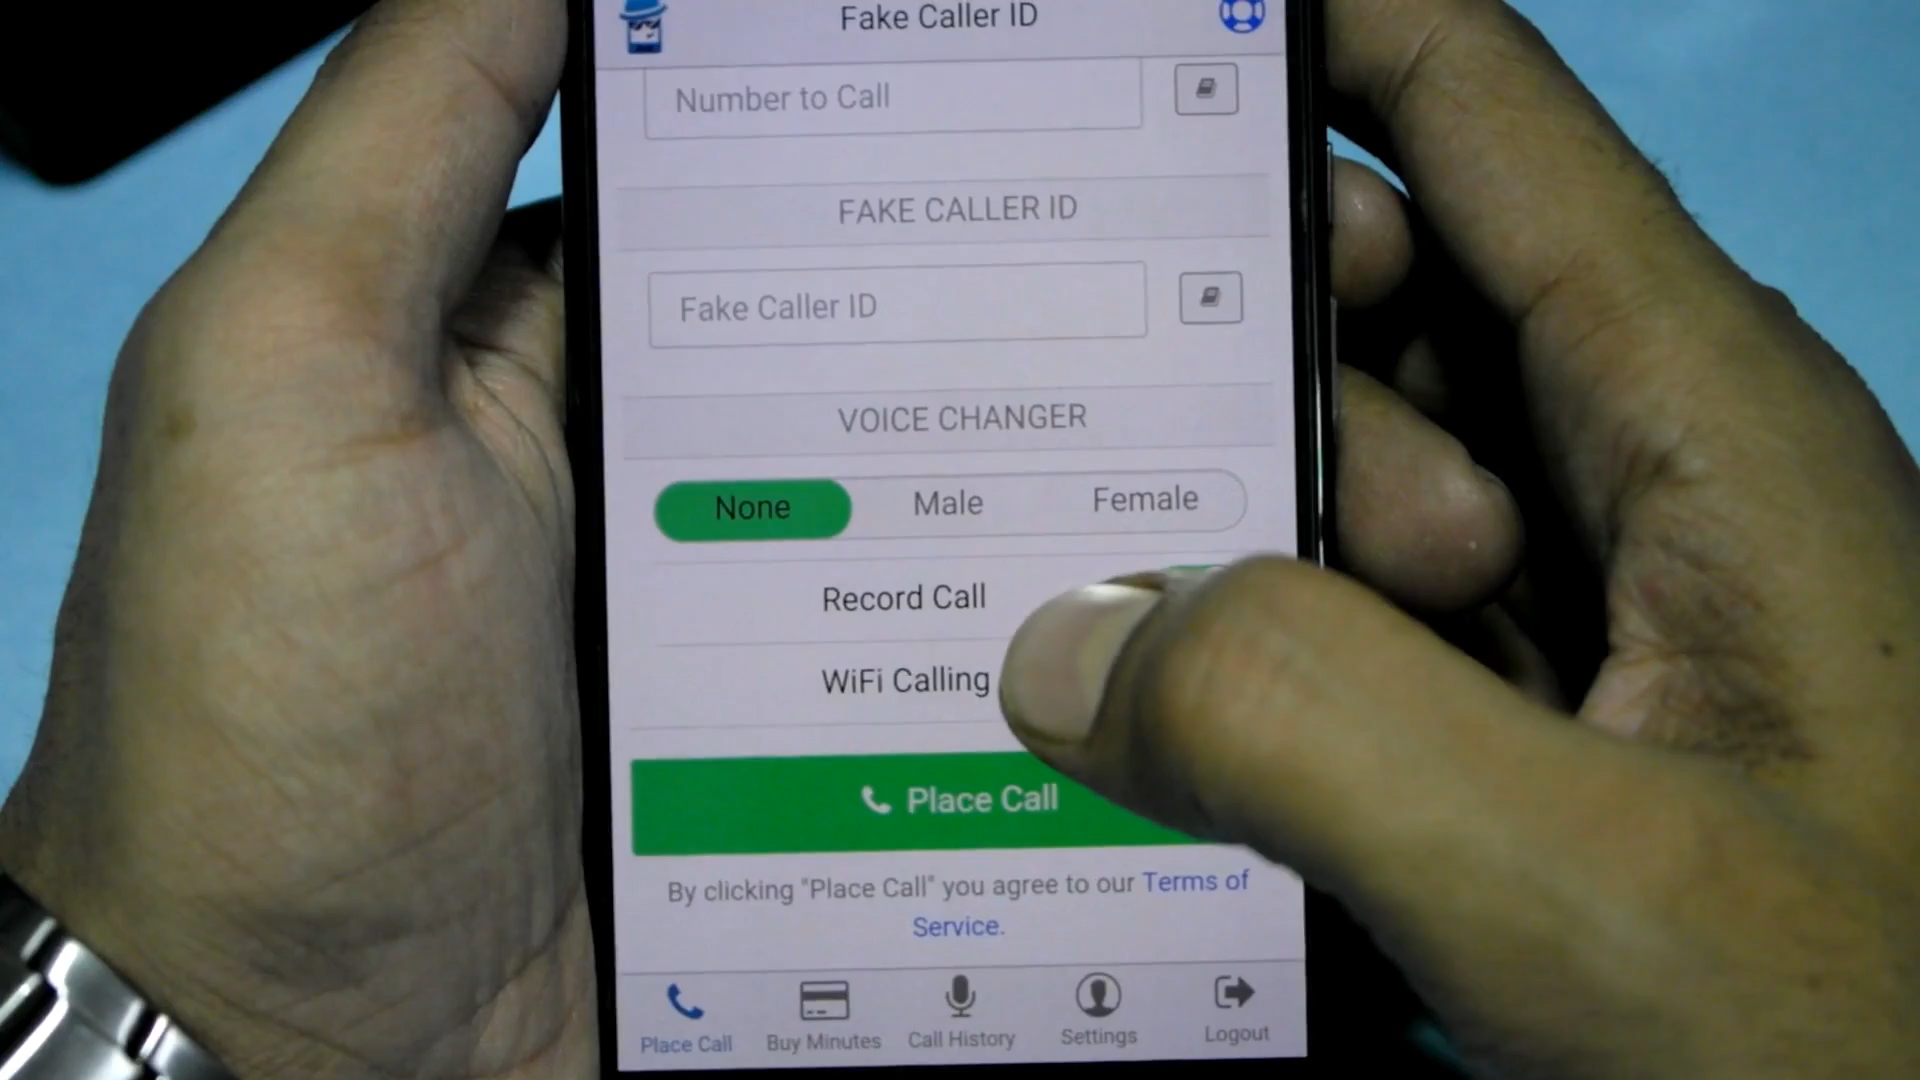 Fake Caller ID
Number to Call
FAKE CALLER ID
Fake Caller ID
VOICE CHANGER
None Male Female
Record Call
WiFi Calling
Place Call
By clicking "Place Call" you agree to our Terms of
Service.
Place Call Buy Minutes Call History Settings Logout